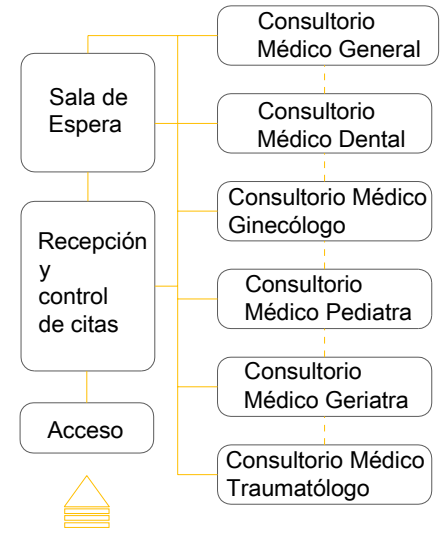 Sala de
Espera
Recepción
y
control
de citas
Acceso
Consultorio
Médico General
Consultorio
Médico Dental
Consultorio Médico
Ginecólogo
Consultorio
Médico Pediatra
Consultorio
Médico Geriatra
Consultorio Médico
Traumatólogo